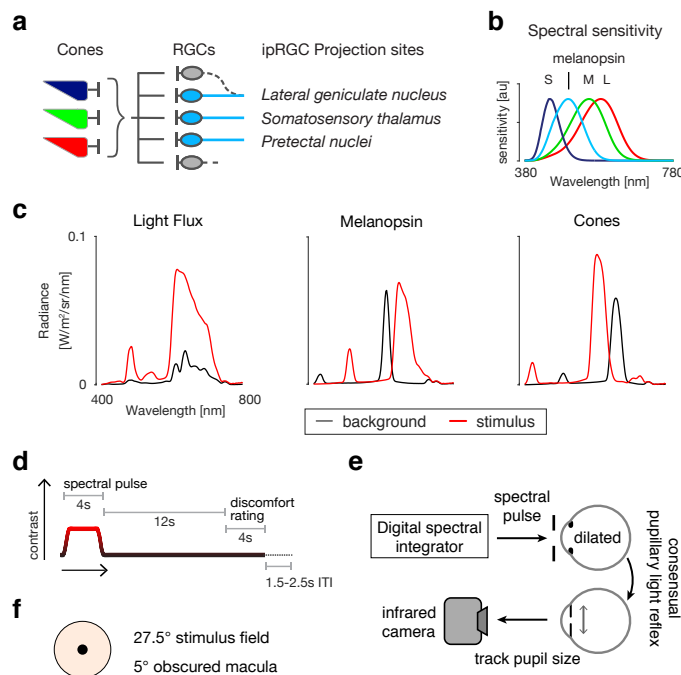 a
Cones
RGCs
ipRGC Projection sites
Lateral geniculate nucleus
Somatosensory thalamus
Pretectal nuclei
b
Spectral sensitivity
melanopsin
S
M L
sensitivity [au]
380
780
Wavelength [nm]
c
Light Flux
Melanopsin
Cones
0.1
Radiance
[W/m²/sr/nm]
0
400
800
Wavelength [nm]
background
stimulus
d
spectral pulse
4s
12s
discomfort
rating
4s
contrast
1.5-2.5s ITI
e
Digital spectral
integrator
spectral
pulse
dilated
consensual
pupillary light reflex
infrared
camera
track pupil size
f
27.5° stimulus field
5° obscured macula